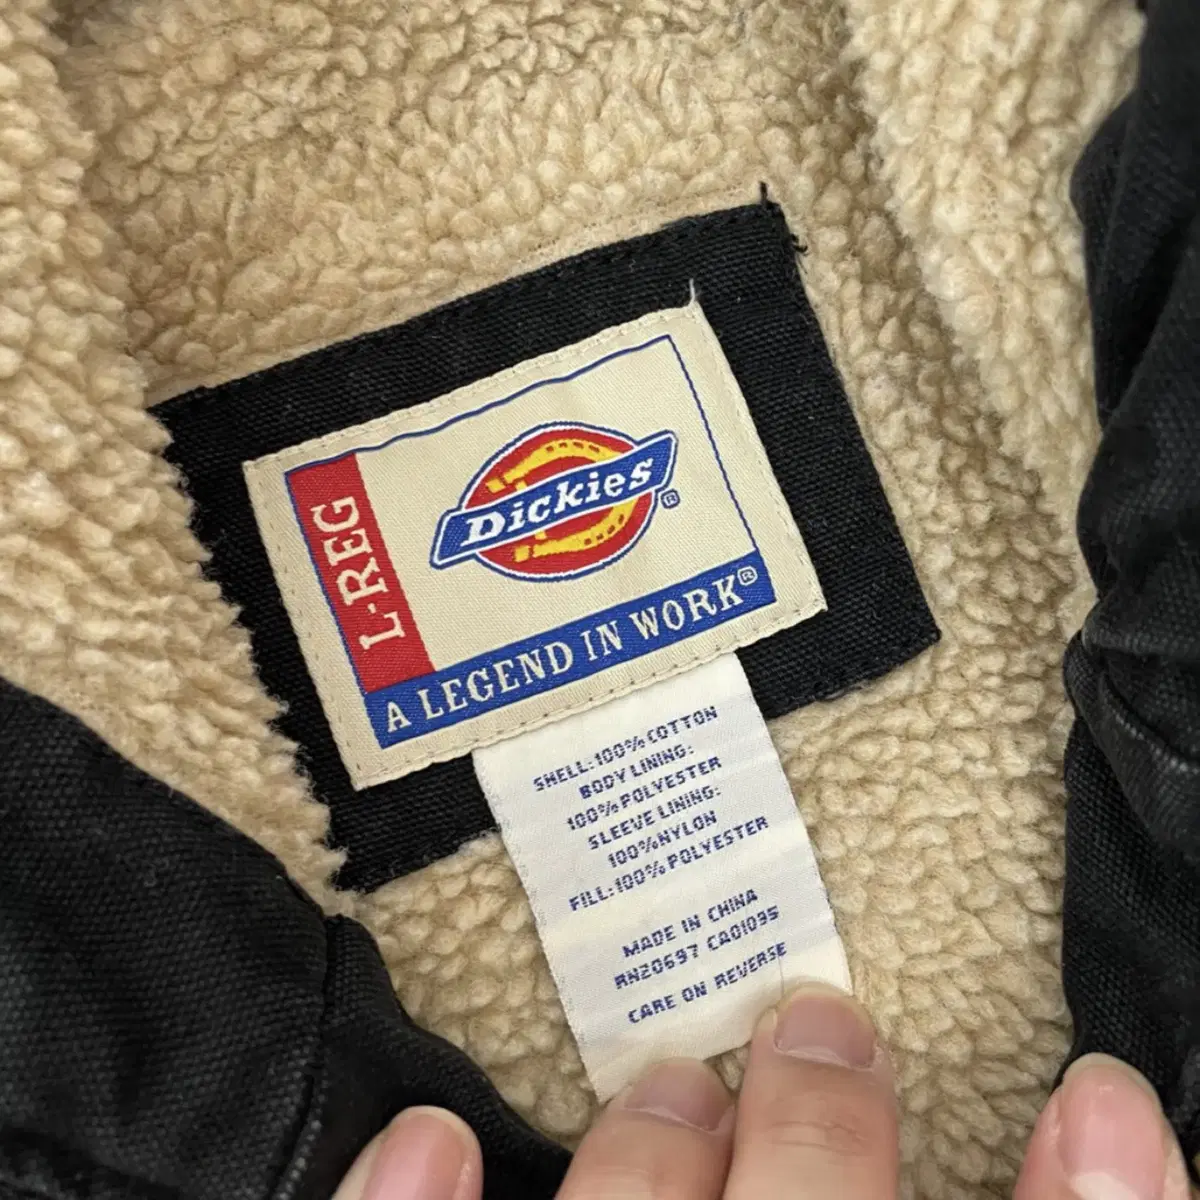 L-REG
Dickies®
A LEGEND IN WORK®
SHELL:100% COTTON
BODY LINING:
100% POLYESTER
SLEEVE LINING:
100% NYLON
FILL:100% POLYESTER
MADE IN CHINA
RN20697 CA01095
CARE ON REVERSE